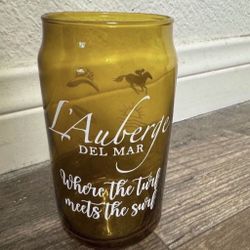 L'Auberge
DEL MAR
Where the turf
meets the surf